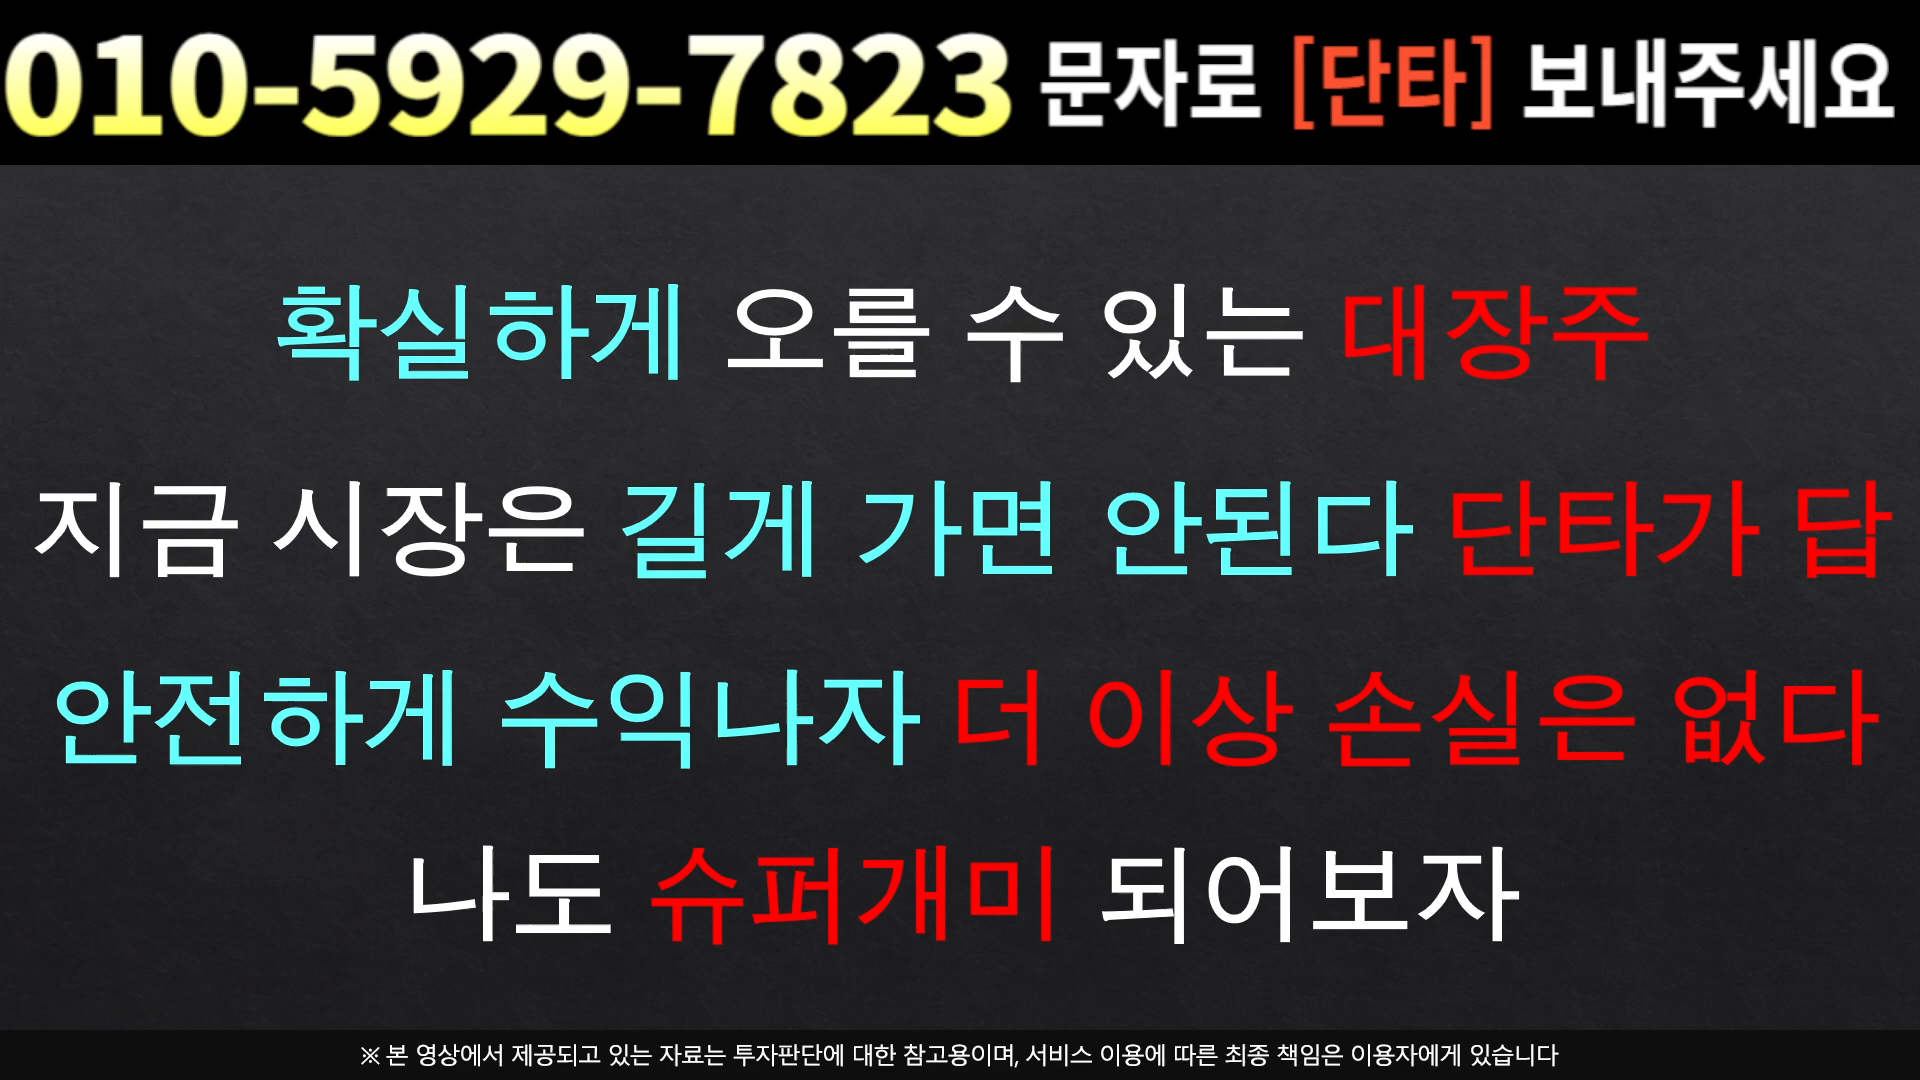 010-5929-7823 문자로 [단타] 보내주세요
확실하게 오를 수 있는 대장주
지금 시장은 길게 가면 안된다 단타가 답
안전하게 수익나자 더 이상 손실은 없다
나도 슈퍼개미 되어보자
※ 본 영상에서 제공되고 있는 자료는 투자판단에 대한 참고용이며, 서비스 이용에 따른 최종 책임은 이용자에게 있습니다